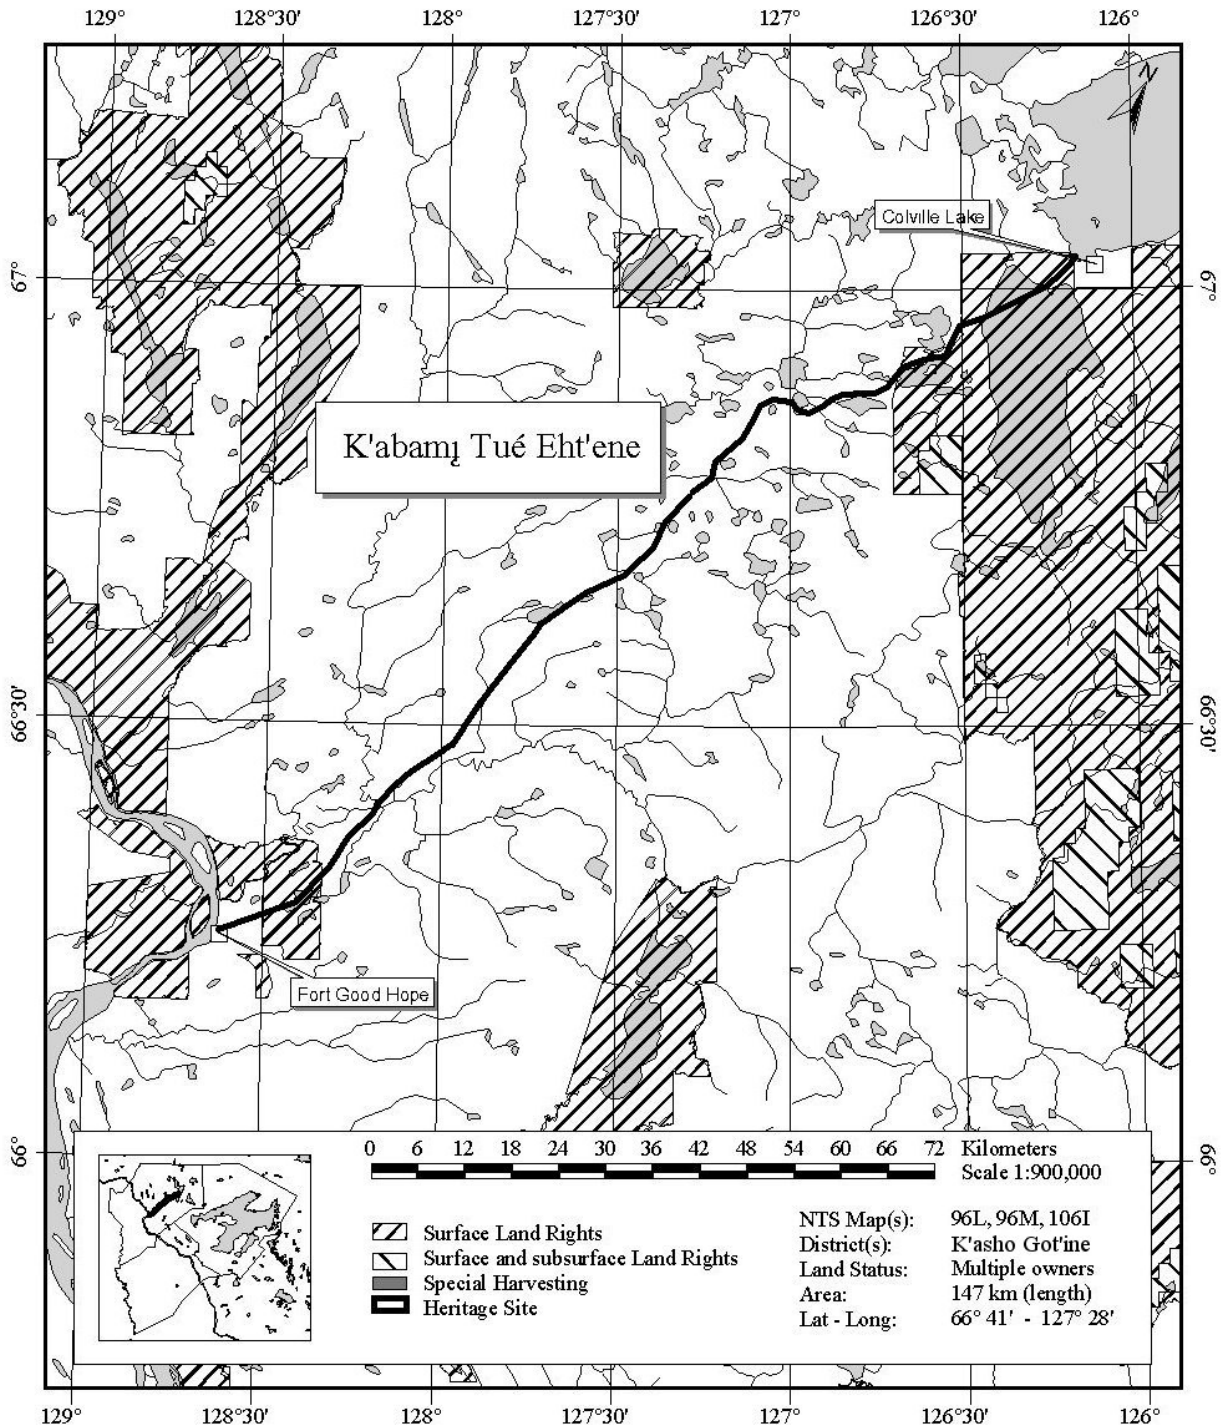 129° 128°30' 128° 127°30' 127° 126°30' 126°
N
Colville Lake
67° 67°
K'abamı̨ Tué Eht'ene
66°30' 66°30'
Fort Good Hope
66° 66°
0 6 12 18 24 30 36 42 48 54 60 66 72 Kilometers
Scale 1:900,000
Surface Land Rights
Surface and subsurface Land Rights
Special Harvesting
Heritage Site
NTS Map(s): 96L, 96M, 106I
District(s): K'asho Got'ine
Land Status: Multiple owners
Area: 147 km (length)
Lat - Long: 66° 41' - 127° 28'
129° 128°30' 128° 127°30' 127° 126°30' 126°